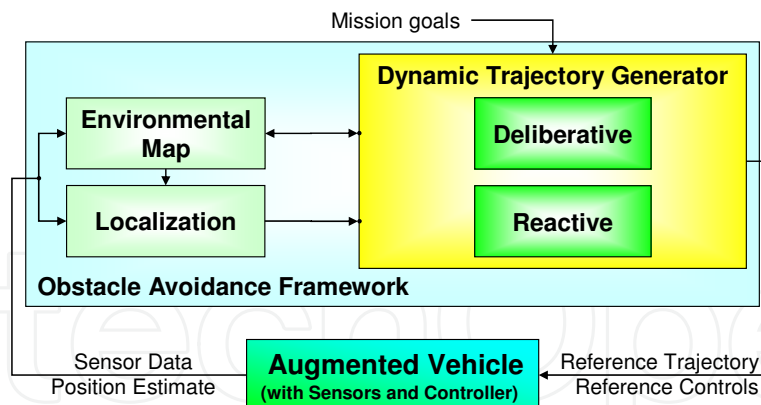 Mission goals
Dynamic Trajectory Generator
Environmental
Map
Deliberative
Localization
Reactive
Obstacle Avoidance Framework
Sensor Data
Position Estimate
Augmented Vehicle
(with Sensors and Controller)
Reference Trajectory
Reference Controls